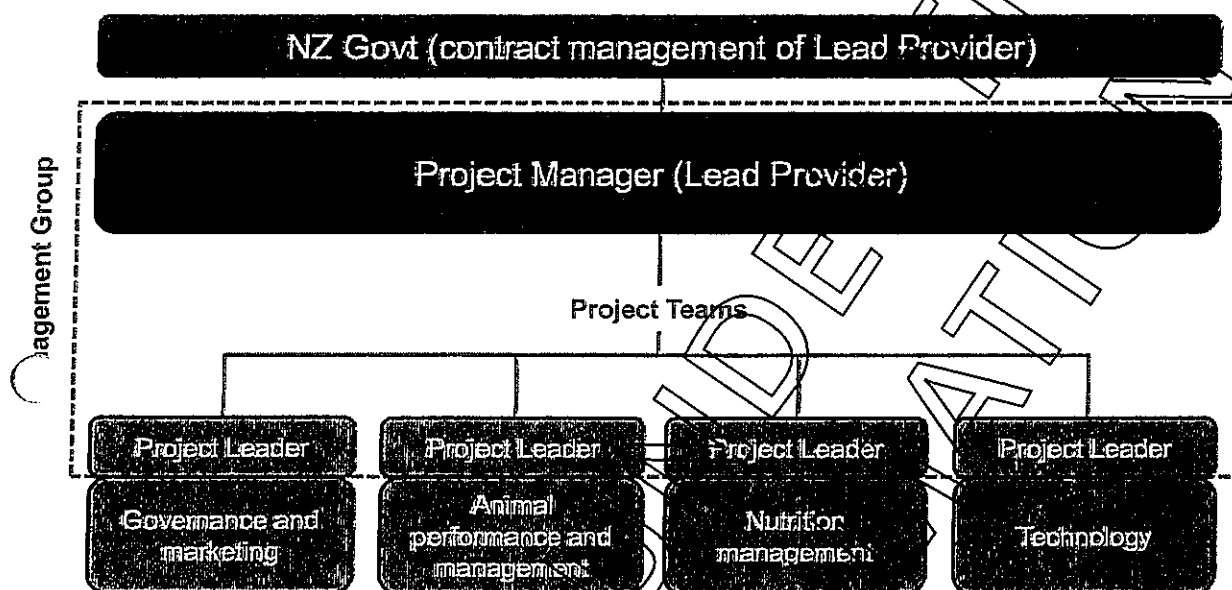 NZ Govt (contract management of Lead Provider)
Project Manager (Lead Provider)
agement Group
Project Teams
Project Leader
Project Leader
Project Leader
Project Leader
Governance and
marketing
Animal
performance and
management
Nutrition
management
Technology